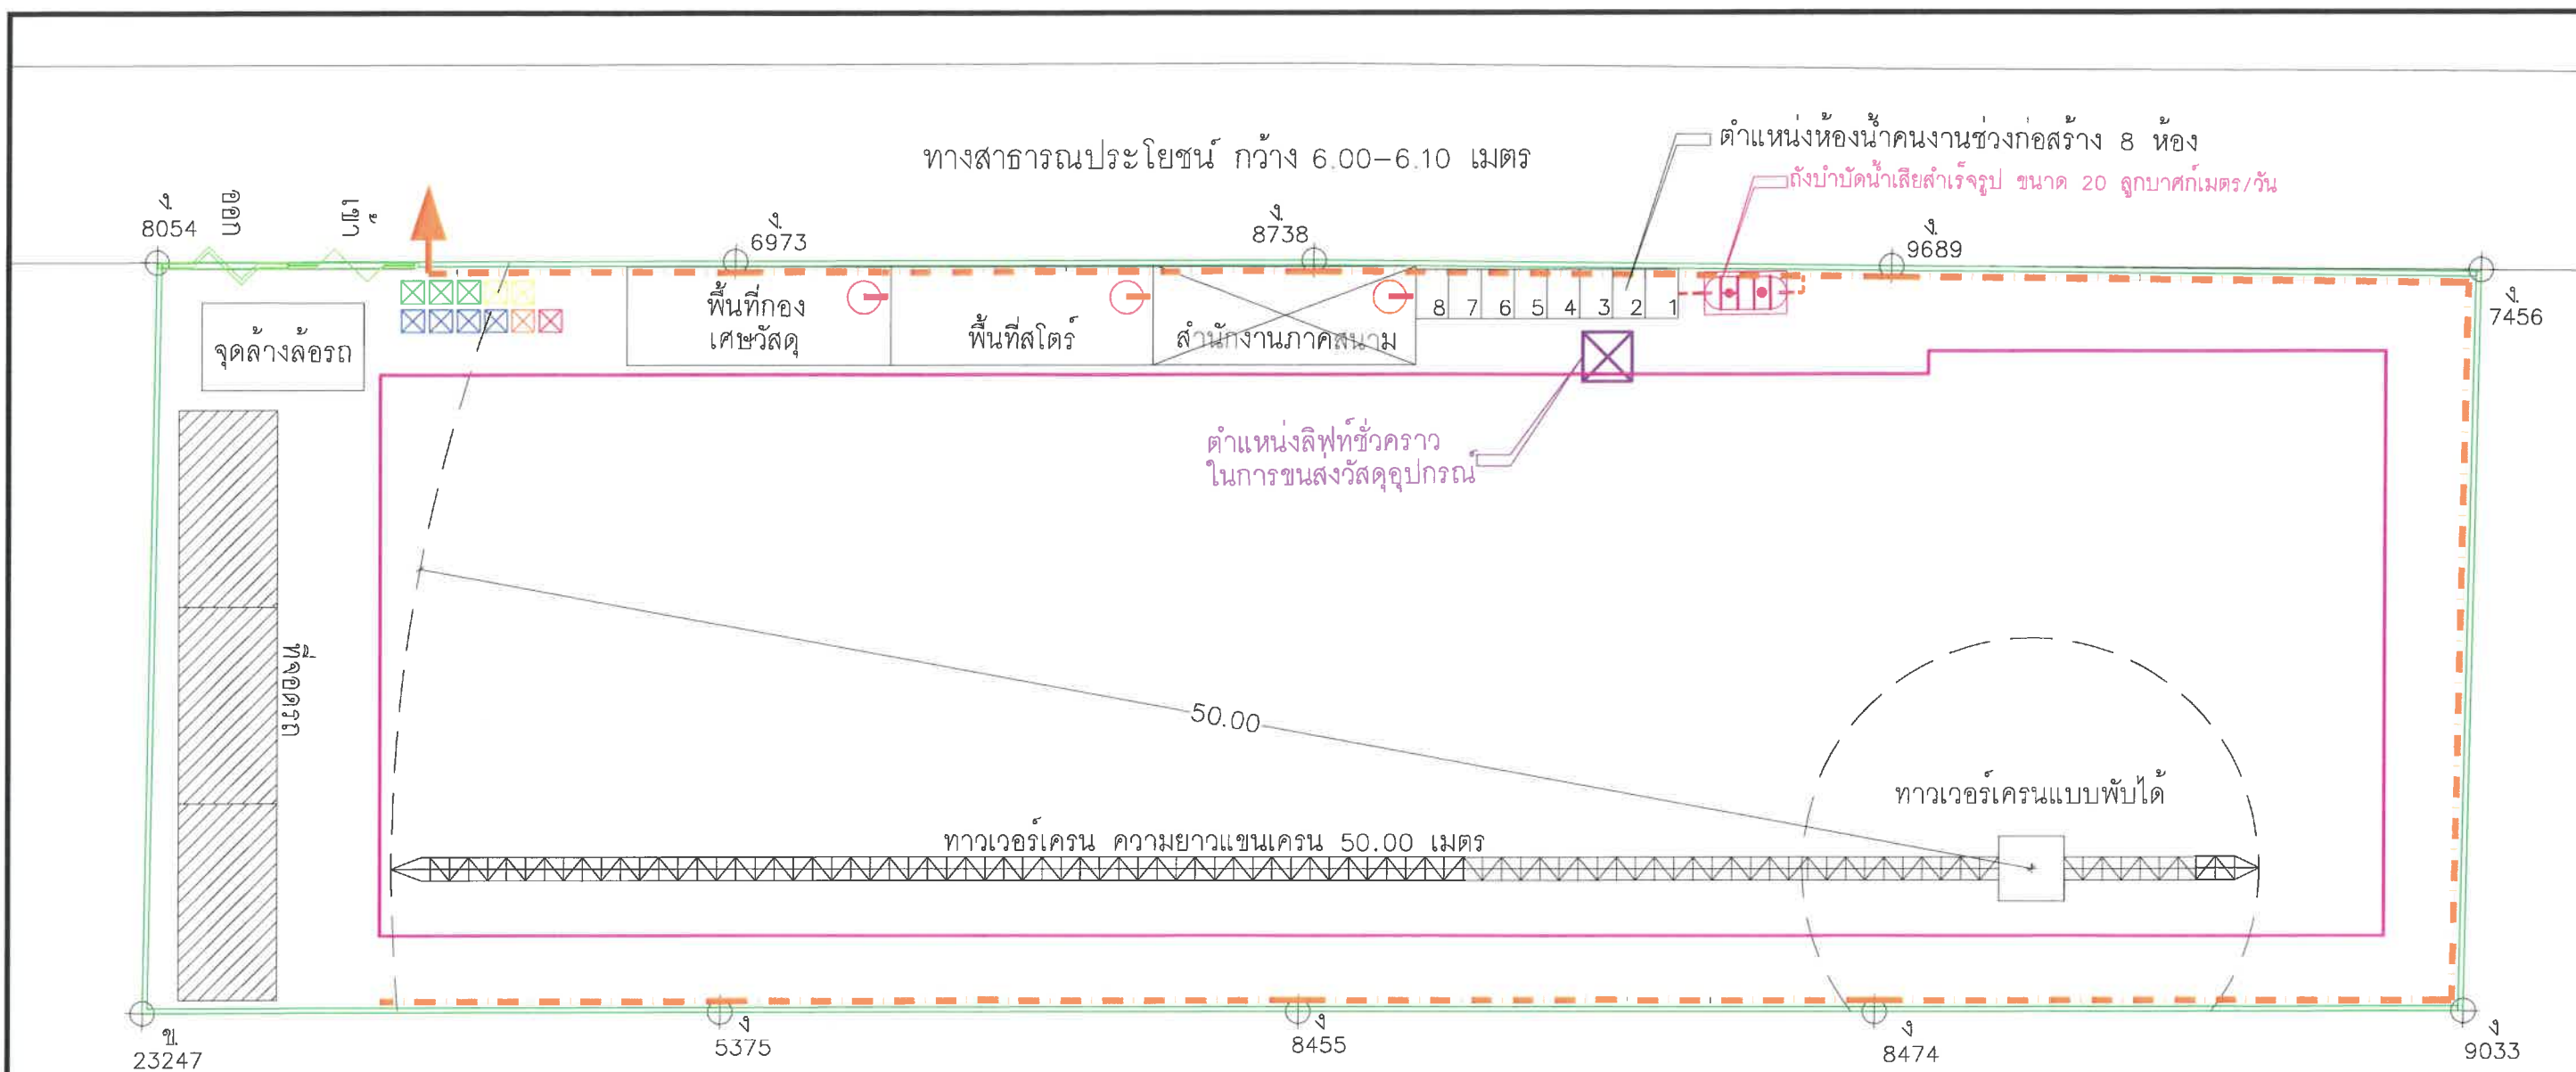 ทางสาธารณประโยชน์ กว้าง 6.00-6.10 เมตร
ตำแหน่งห้องน้ำคนงานช่วงก่อสร้าง 8 ห้อง
ถังบำบัดน้ำเสียสำเร็จรูป ขนาด 20 ลูกบาศก์เมตร/วัน
ง.
8054
ออก
เข้า
ง.
6973
ง.
8738
ง.
9689
ง.
7456
จุดล้างล้อรถ
พื้นที่กอง
เศษวัสดุ
พื้นที่สโตร์
สำนักงานภาคสนาม
8 7 6 5 4 3 2 1
ตำแหน่งลิฟท์ชั่วคราว
ในการขนส่งวัสดุอุปกรณ์
ที่จอดรถ
50.00
ทาวเวอร์เครนแบบพับได้
ทาวเวอร์เครน ความยาวแขนเครน 50.00 เมตร
ข.
23247
ง
5375
ง
8455
ง
8474
ง
9033